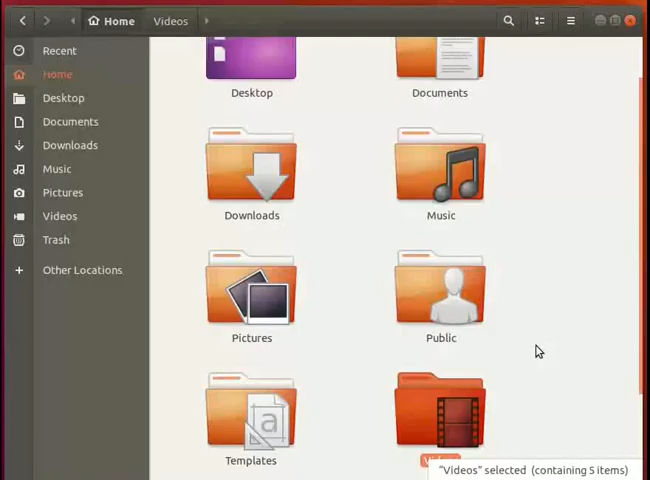 Home Videos
Recent
Home
Desktop
Documents
Downloads
Music
Pictures
Videos
Trash
Other Locations
Desktop Documents
Downloads Music
Pictures Public
a
Templates
"Videos" selected (containing 5 items)